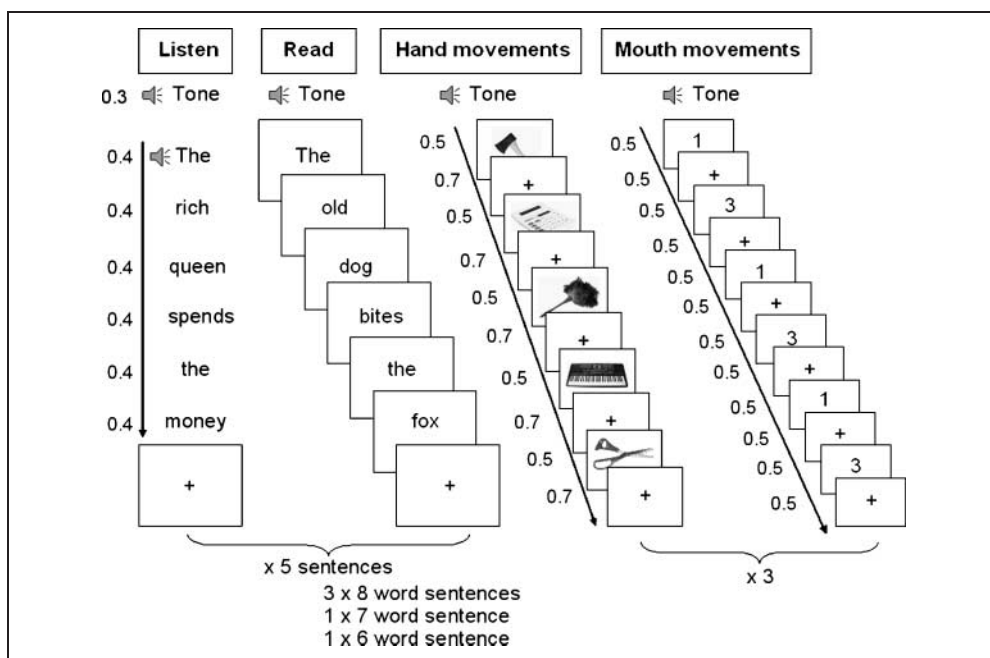 Listen
Read
Hand movements
Mouth movements
0.3
Tone
Tone
Tone
Tone
0.4
The
0.4
rich
0.4
queen
0.4
spends
0.4
the
0.4
money
+
The
old
dog
bites
the
fox
+
0.5
0.7
+
0.5
0.7
+
0.5
0.7
+
0.5
0.7
+
0.5
0.7
+
0.5
1
0.5
+
0.5
3
0.5
+
0.5
1
0.5
+
0.5
3
0.5
+
0.5
1
0.5
+
0.5
3
0.5
+
x 5 sentences
3 x 8 word sentences
1 x 7 word sentence
1 x 6 word sentence
x 3